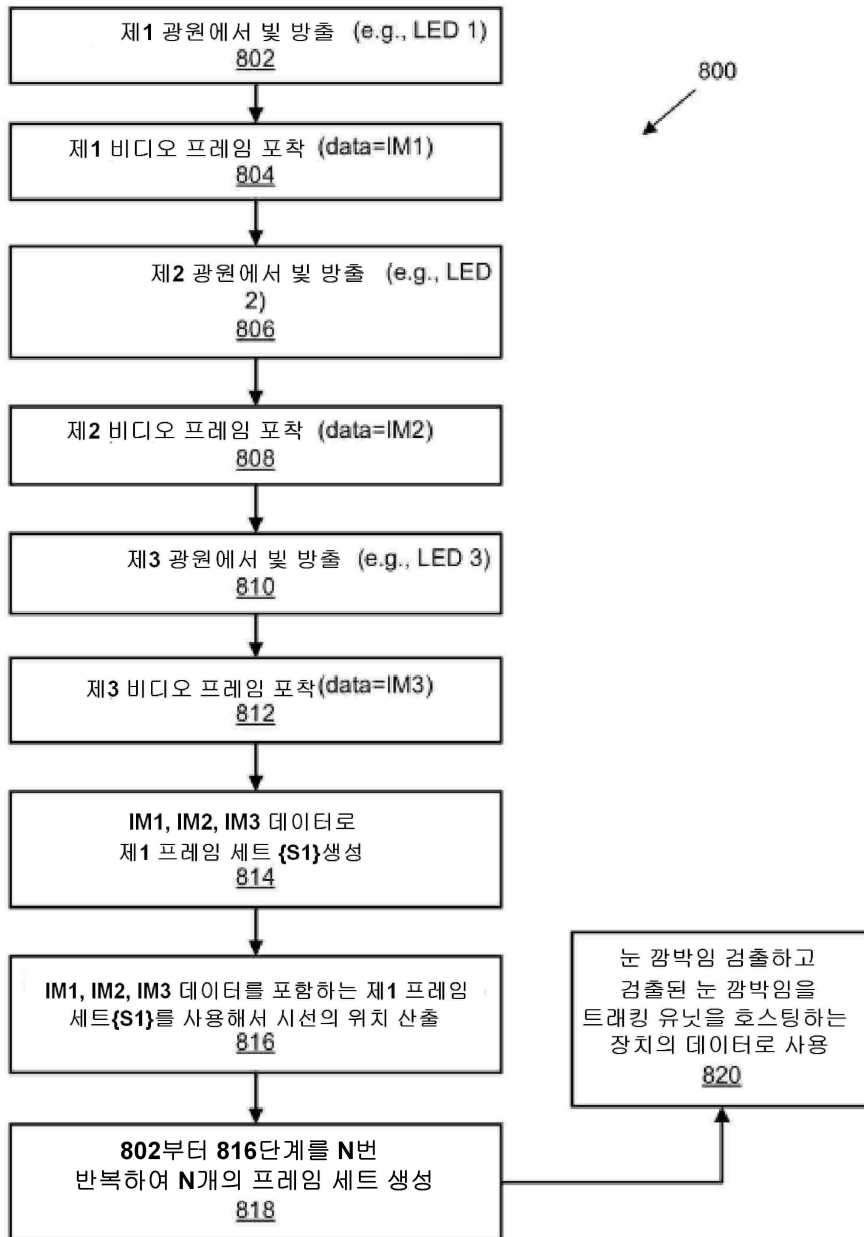 제1 광원에서 빛 방출 (e.g., LED 1)
802
800
제1 비디오 프레임 포착 (data=IM1)
804
제2 광원에서 빛 방출 (e.g., LED
2)
806
제2 비디오 프레임 포착 (data=IM2)
808
제3 광원에서 빛 방출 (e.g., LED 3)
810
제3 비디오 프레임 포착(data=IM3)
812
IM1, IM2, IM3 데이터로
제1 프레임 세트 {S1}생성
814
IM1, IM2, IM3 데이터를 포함하는 제1 프레임
세트{S1}를 사용해서 시선의 위치 산출
816
눈 깜박임 검출하고
검출된 눈 깜박임을
트래킹 유닛을 호스팅하는
장치의 데이터로 사용
820
802부터 816단계를 N번
반복하여 N개의 프레임 세트 생성
818